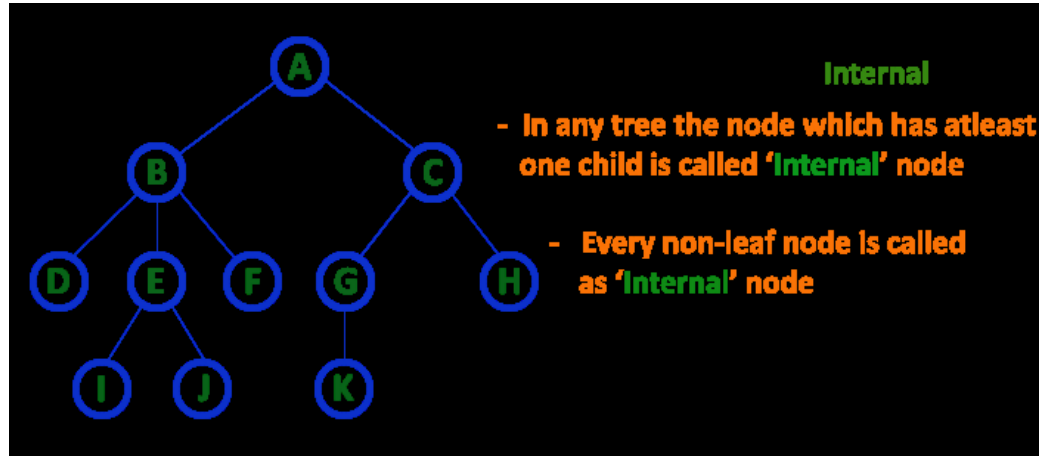 A
Internal
- In any tree the node which has atleast
one child is called ‘Internal’ node
B
C
- Every non-leaf node is called
as ‘Internal’ node
D
E
F
G
H
I
J
K